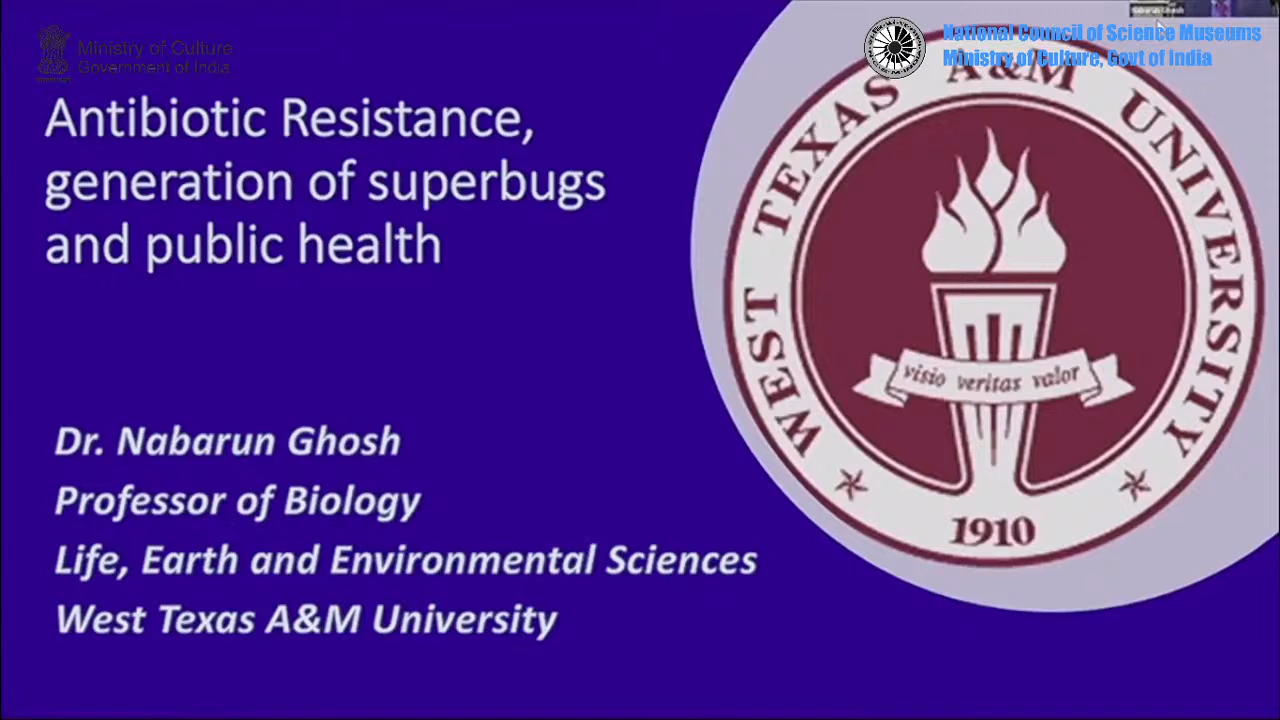 Ministry of Culture
Government of India
Nabarun Ghosh
National Council of Science Museums
Ministry of Culture, Govt of India
Antibiotic Resistance,
generation of superbugs
and public health
Dr. Nabarun Ghosh
Professor of Biology
Life, Earth and Environmental Sciences
West Texas A&M University
WEST TEXAS A&M UNIVERSITY
visio veritas valor
1910